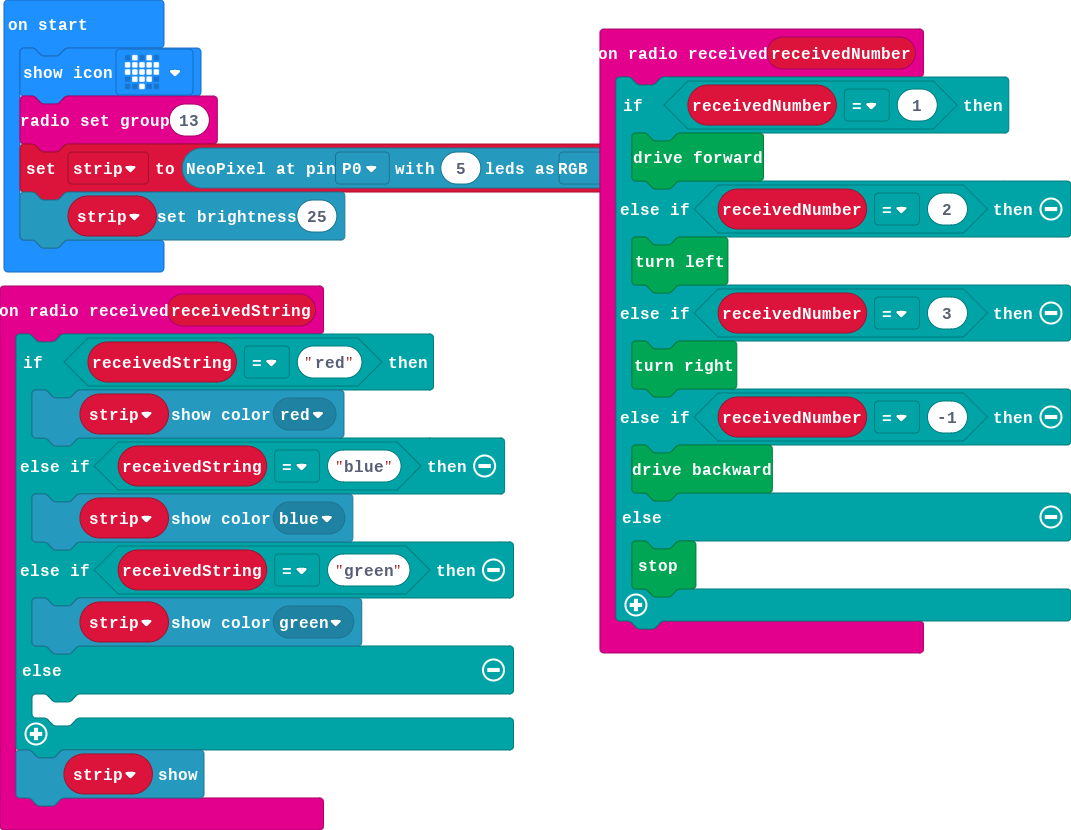 on start
show icon
radio set group 13
set strip to NeoPixel at pin P0 with 5 leds as RGB
strip set brightness 25
on radio received receivedString
if receivedString = "red" then
strip show color red
else if receivedString = "blue" then
strip show color blue
else if receivedString = "green" then
strip show color green
else
strip show
on radio received receivedNumber
if receivedNumber = 1 then
drive forward
else if receivedNumber = 2 then
turn left
else if receivedNumber = 3 then
turn right
else if receivedNumber = -1 then
drive backward
else
stop